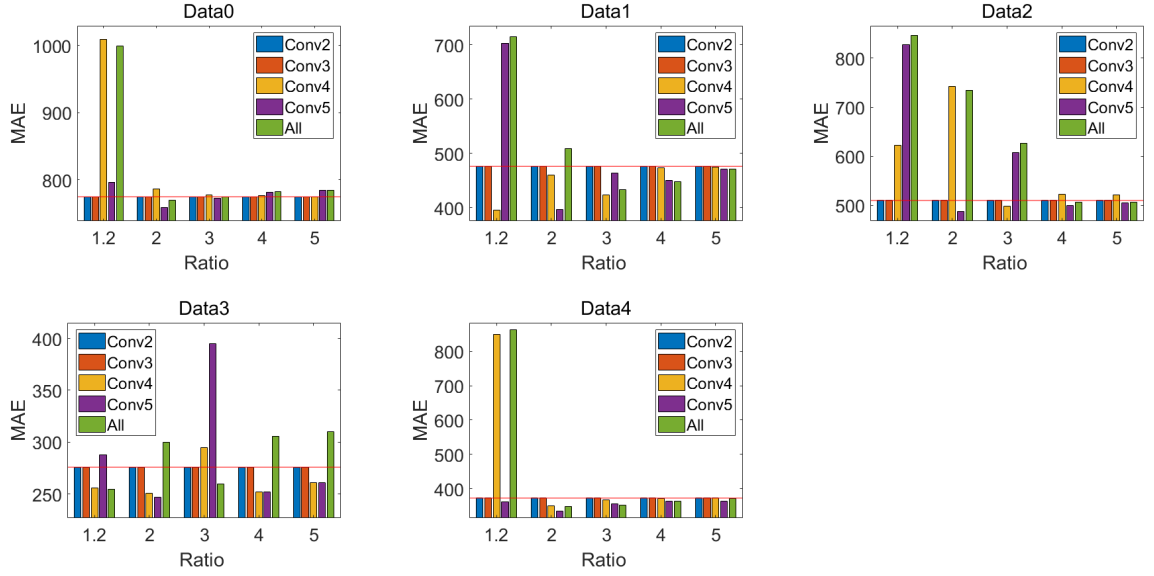 Data0
1000
900
800
MAE
Conv2
Conv3
Conv4
Conv5
All
1.2 2 3 4 5
Ratio
Data1
700
600
500
400
MAE
Conv2
Conv3
Conv4
Conv5
All
1.2 2 3 4 5
Ratio
Data2
800
700
600
500
MAE
Conv2
Conv3
Conv4
Conv5
All
1.2 2 3 4 5
Ratio
Data3
400
350
300
250
MAE
Conv2
Conv3
Conv4
Conv5
All
1.2 2 3 4 5
Ratio
Data4
800
700
600
500
400
MAE
Conv2
Conv3
Conv4
Conv5
All
1.2 2 3 4 5
Ratio